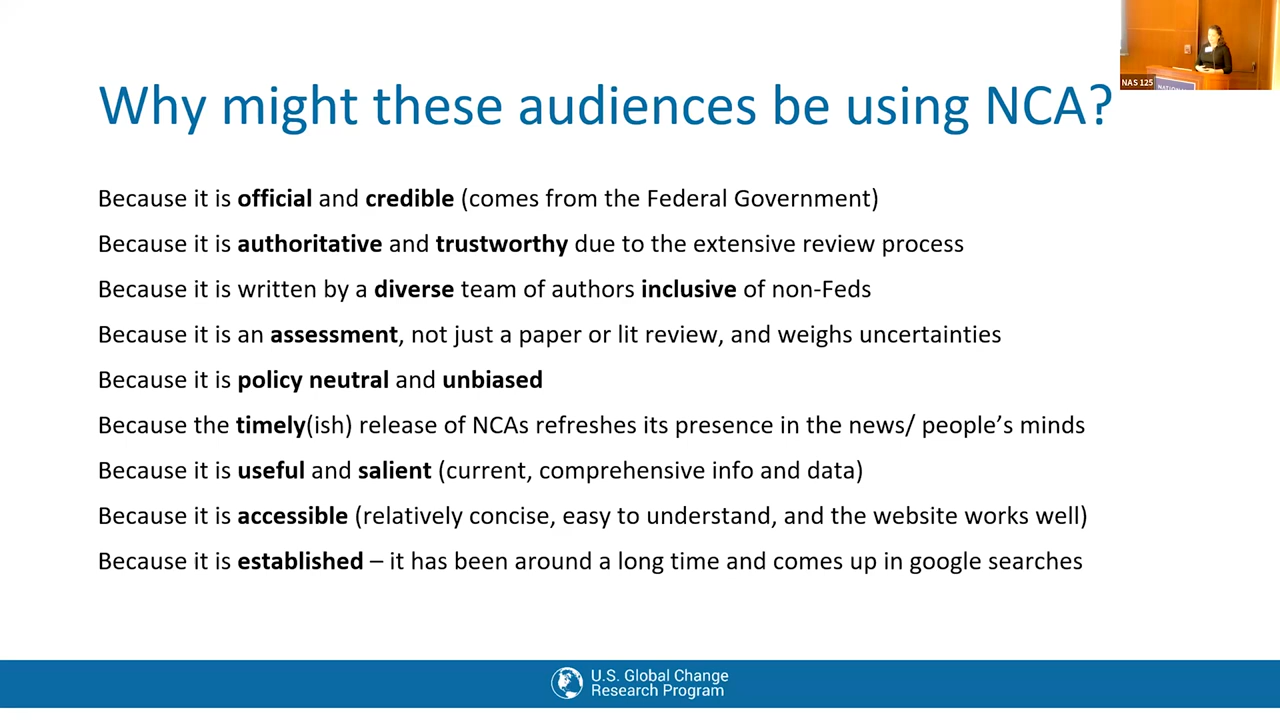 NAS 125
NATIONAL
Why might these audiences be using NCA?
Because it is official and credible (comes from the Federal Government)
Because it is authoritative and trustworthy due to the extensive review process
Because it is written by a diverse team of authors inclusive of non-Feds
Because it is an assessment, not just a paper or lit review, and weighs uncertainties
Because it is policy neutral and unbiased
Because the timely(ish) release of NCAs refreshes its presence in the news/ people’s minds
Because it is useful and salient (current, comprehensive info and data)
Because it is accessible (relatively concise, easy to understand, and the website works well)
Because it is established – it has been around a long time and comes up in google searches
U.S. Global Change
Research Program